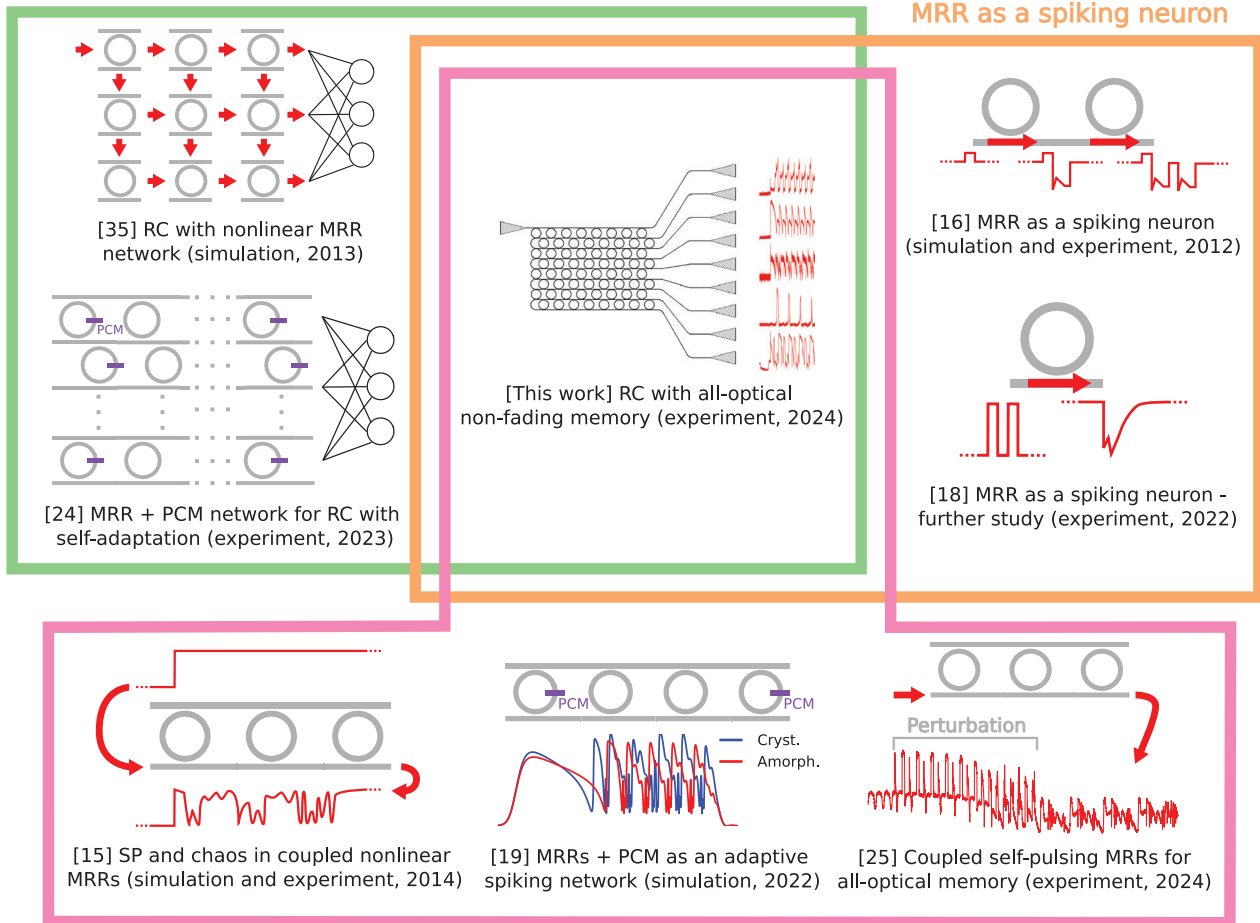 MRR as a spiking neuron
[35] RC with nonlinear MRR
network (simulation, 2013)
PCM
[24] MRR + PCM network for RC with
self-adaptation (experiment, 2023)
[This work] RC with all-optical
non-fading memory (experiment, 2024)
[16] MRR as a spiking neuron
(simulation and experiment, 2012)
[18] MRR as a spiking neuron -
further study (experiment, 2022)
[15] SP and chaos in coupled nonlinear
MRRs (simulation and experiment, 2014)
PCM
PCM
Cryst.
Amorph.
[19] MRRs + PCM as an adaptive
spiking network (simulation, 2022)
Perturbation
[25] Coupled self-pulsing MRRs for
all-optical memory (experiment, 2024)